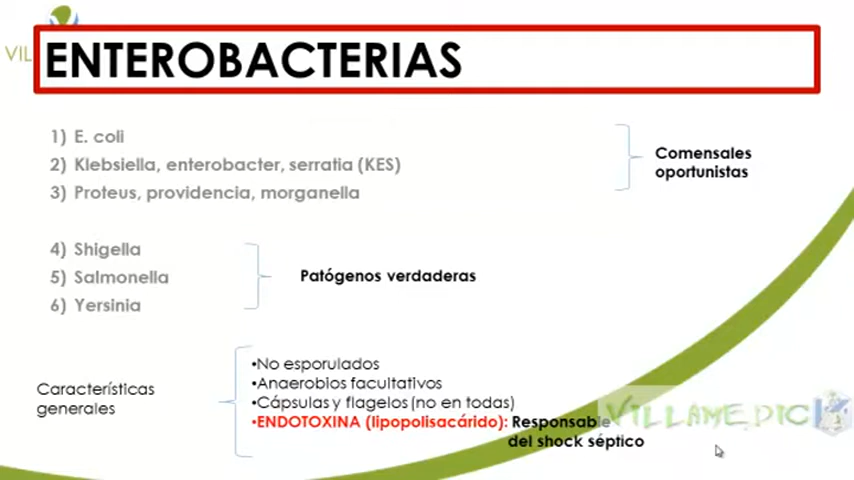 VIL
ENTEROBACTERIAS
1) E. coli
2) Klebsiella, enterobacter, serratia (KES)
3) Proteus, providencia, morganella
Comensales
oportunistas
4) Shigella
5) Salmonella
6) Yersinia
Patógenos verdaderas
Características
generales
•No esporulados
•Anaerobios facultativos
•Cápsulas y flagelos (no en todas)
•ENDOTOXINA (lipopolisacárido): Responsable
del shock séptico
VILLAMEDIC